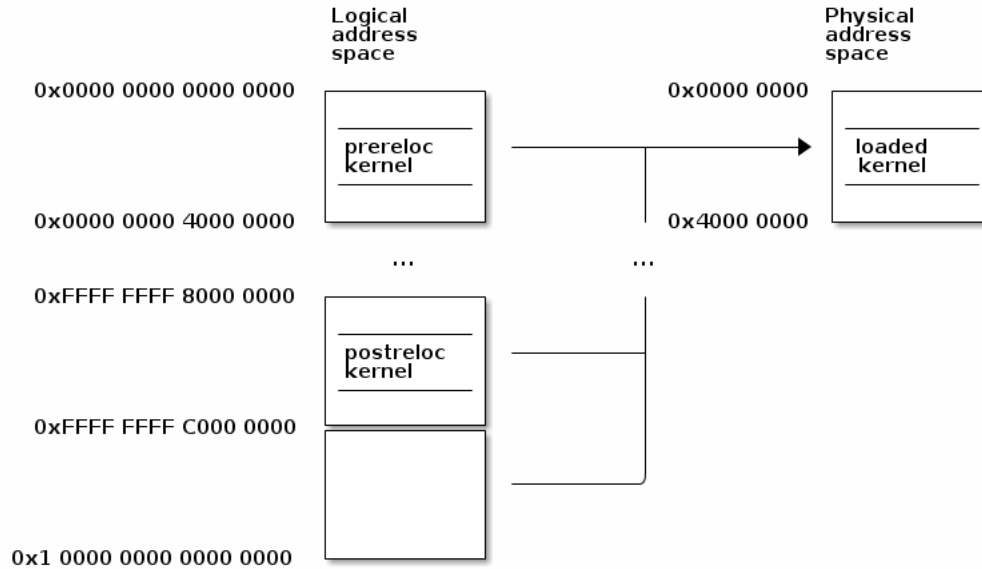 Logical
address
space
Physical
address
space
0x0000 0000 0000 0000
0x0000 0000
prereloc
kernel
loaded
kernel
0x0000 0000 4000 0000
0x4000 0000
...
...
0xFFFF FFFF 8000 0000
postreloc
kernel
0xFFFF FFFF C000 0000
0x1 0000 0000 0000 0000